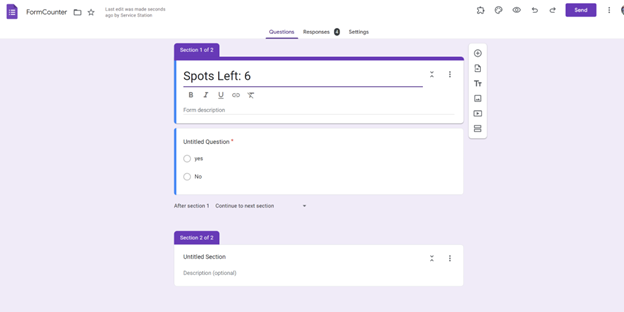 FormCounter
Last edit was made seconds
ago by Service Station
Send
Questions
Responses
Settings
Section 1 of 2
Spots Left: 6
B I U
Form description
Tт
Untitled Question *
yes
No
After section 1 Continue to next section
Section 2 of 2
Untitled Section
Description (optional)